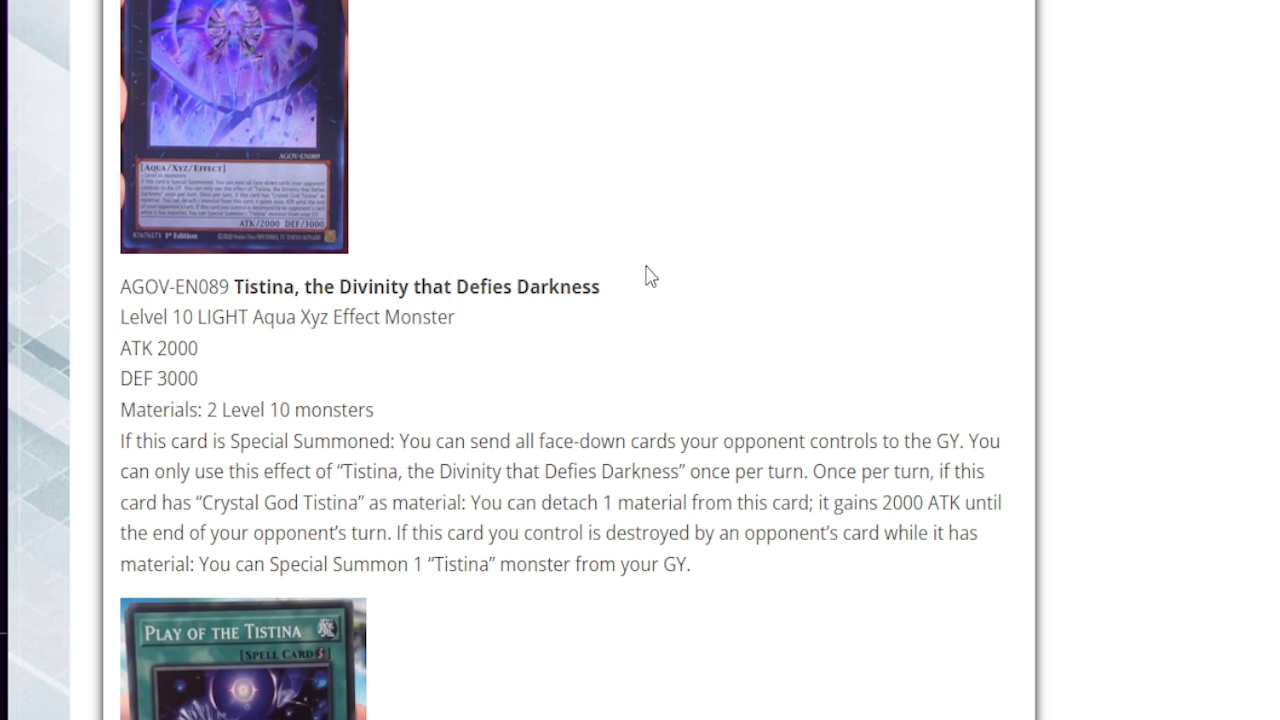 AGOV-EN089
[AQUA/XYZ/EFFECT]
ATK/2000 DEF/3000
1st Edition
AGOV-EN089 Tistina, the Divinity that Defies Darkness
Lelvel 10 LIGHT Aqua Xyz Effect Monster
ATK 2000
DEF 3000
Materials: 2 Level 10 monsters
If this card is Special Summoned: You can send all face-down cards your opponent controls to the GY. You
can only use this effect of “Tistina, the Divinity that Defies Darkness” once per turn. Once per turn, if this
card has “Crystal God Tistina” as material: You can detach 1 material from this card; it gains 2000 ATK until
the end of your opponent’s turn. If this card you control is destroyed by an opponent’s card while it has
material: You can Special Summon 1 “Tistina” monster from your GY.
PLAY OF THE TISTINA
[SPELL CARD]